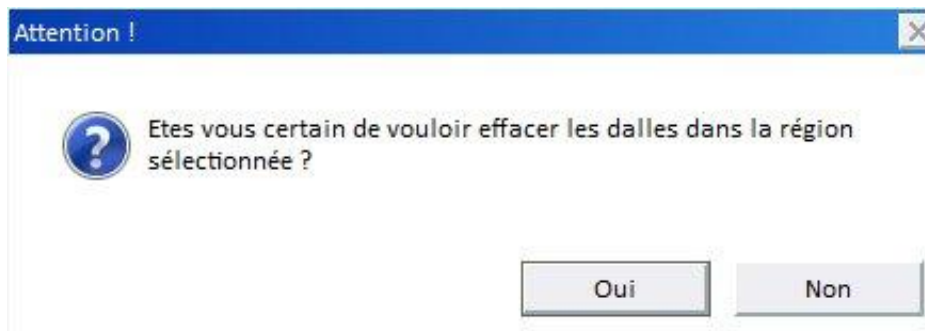 Attention !
Etes vous certain de vouloir effacer les dalles dans la région
sélectionnée ?
Oui
Non